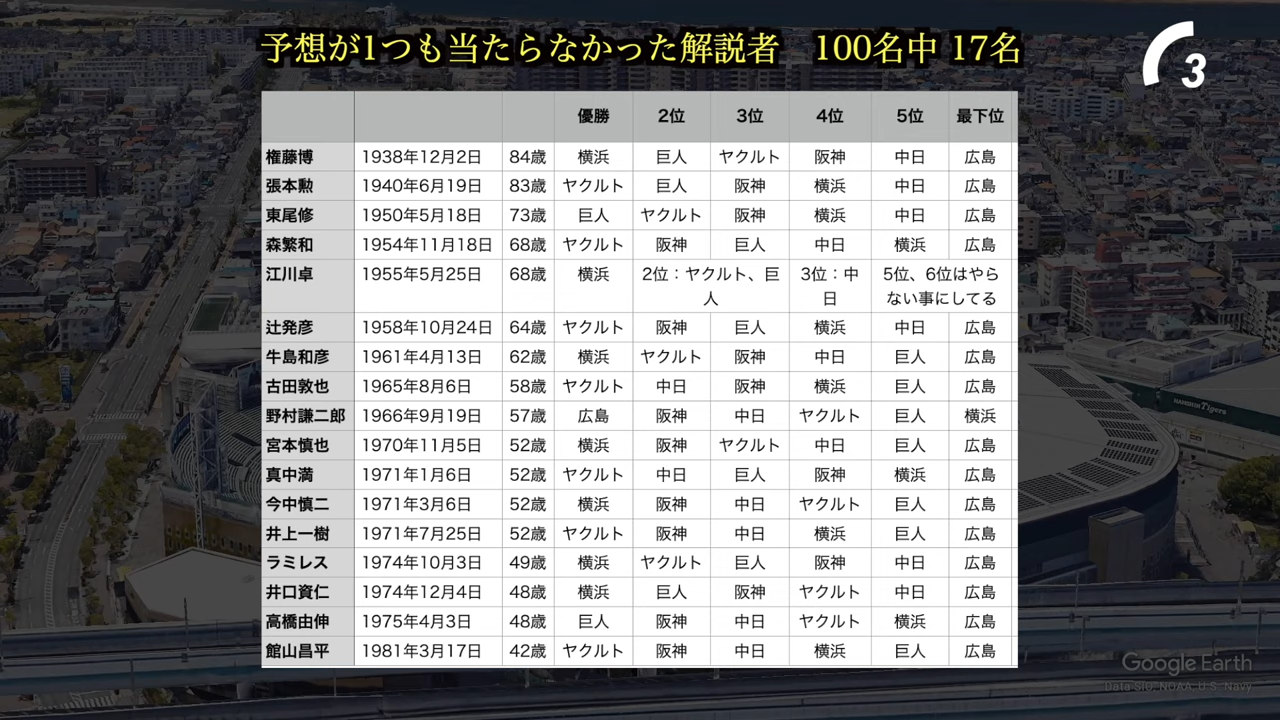 予想が1つも当たらなかった解説者　100名中 17名
3
優勝 2位 3位 4位 5位 最下位
権藤博 1938年12月2日 84歳 横浜 巨人 ヤクルト 阪神 中日 広島
張本勲 1940年6月19日 83歳 ヤクルト 巨人 阪神 横浜 中日 広島
東尾修 1950年5月18日 73歳 巨人 ヤクルト 阪神 横浜 中日 広島
森繁和 1954年11月18日 68歳 ヤクルト 阪神 巨人 中日 横浜 広島
江川卓 1955年5月25日 68歳 横浜 2位：ヤクルト、巨 3位：中 5位、6位はやら
人 日 ない事にしてる
辻発彦 1958年10月24日 64歳 ヤクルト 阪神 巨人 横浜 中日 広島
牛島和彦 1961年4月13日 62歳 横浜 ヤクルト 阪神 中日 巨人 広島
古田敦也 1965年8月6日 58歳 ヤクルト 中日 阪神 横浜 巨人 広島
野村謙二郎 1966年9月19日 57歳 広島 阪神 中日 ヤクルト 巨人 横浜
宮本慎也 1970年11月5日 52歳 横浜 阪神 ヤクルト 中日 巨人 広島
真中満 1971年1月6日 52歳 ヤクルト 中日 巨人 阪神 横浜 広島
今中慎二 1971年3月6日 52歳 横浜 阪神 中日 ヤクルト 巨人 広島
井上一樹 1971年7月25日 52歳 ヤクルト 阪神 中日 横浜 巨人 広島
ラミレス 1974年10月3日 49歳 横浜 ヤクルト 巨人 阪神 中日 広島
井口資仁 1974年12月4日 48歳 横浜 巨人 阪神 ヤクルト 中日 広島
高橋由伸 1975年4月3日 48歳 巨人 阪神 中日 ヤクルト 横浜 広島
館山昌平 1981年3月17日 42歳 ヤクルト 阪神 中日 横浜 巨人 広島
HANSHIN Tigers
Google Earth
Data SIO, NOAA, U.S. Navy